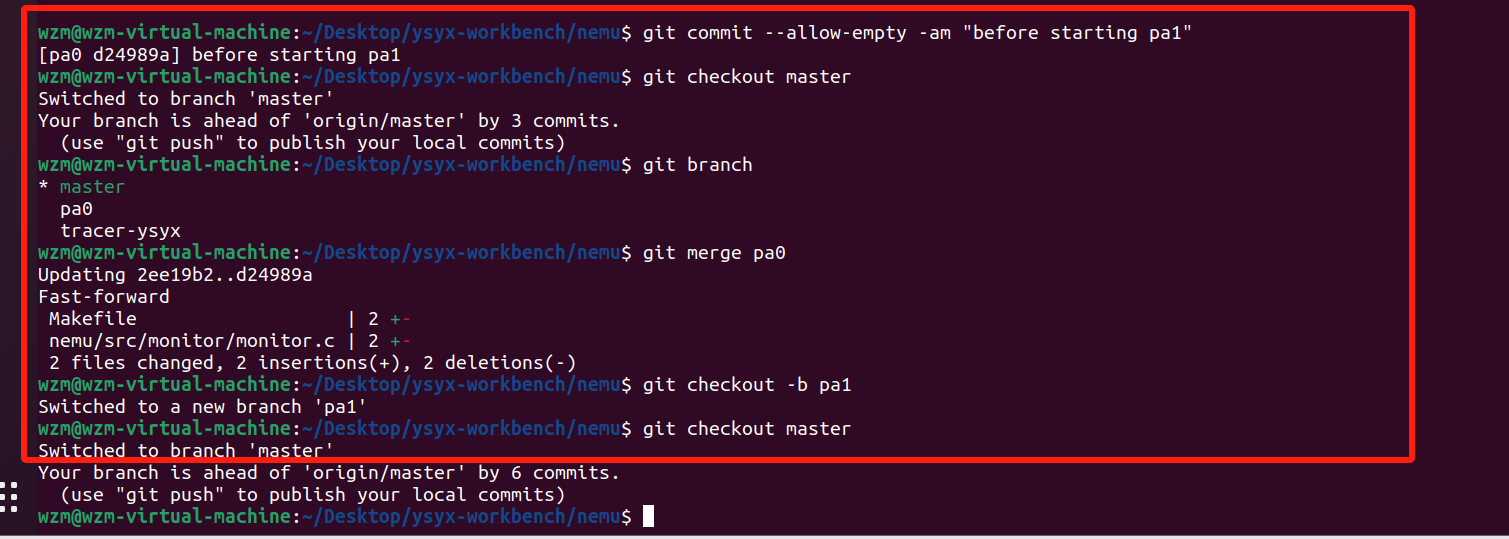 wzm@wzm-virtual-machine:~/Desktop/ysyx-workbench/nemu$ git commit --allow-empty -am "before starting pa1"
[pa0 d24989a] before starting pa1
wzm@wzm-virtual-machine:~/Desktop/ysyx-workbench/nemu$ git checkout master
Switched to branch 'master'
Your branch is ahead of 'origin/master' by 3 commits.
  (use "git push" to publish your local commits)
wzm@wzm-virtual-machine:~/Desktop/ysyx-workbench/nemu$ git branch
* master
  pa0
  tracer-ysyx
wzm@wzm-virtual-machine:~/Desktop/ysyx-workbench/nemu$ git merge pa0
Updating 2ee19b2..d24989a
Fast-forward
 Makefile                   | 2 +-
 nemu/src/monitor/monitor.c | 2 +-
 2 files changed, 2 insertions(+), 2 deletions(-)
wzm@wzm-virtual-machine:~/Desktop/ysyx-workbench/nemu$ git checkout -b pa1
Switched to a new branch 'pa1'
wzm@wzm-virtual-machine:~/Desktop/ysyx-workbench/nemu$ git checkout master
Switched to branch 'master'
Your branch is ahead of 'origin/master' by 6 commits.
  (use "git push" to publish your local commits)
wzm@wzm-virtual-machine:~/Desktop/ysyx-workbench/nemu$